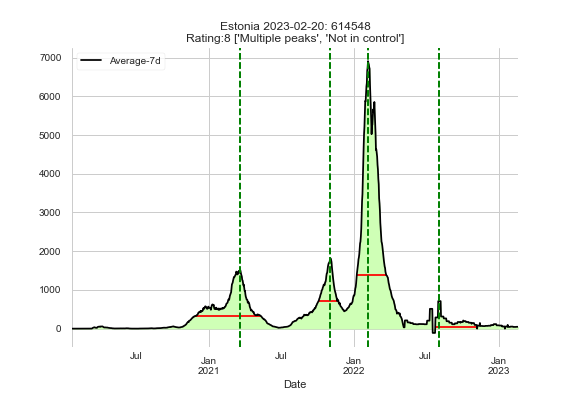 Estonia 2023-02-20: 614548
Rating:8 ['Multiple peaks', 'Not in control']
Average-7d
7000
6000
5000
4000
3000
2000
1000
0
Jul
Jan
2021
Jul
Jan
2022
Jul
Jan
2023
Date